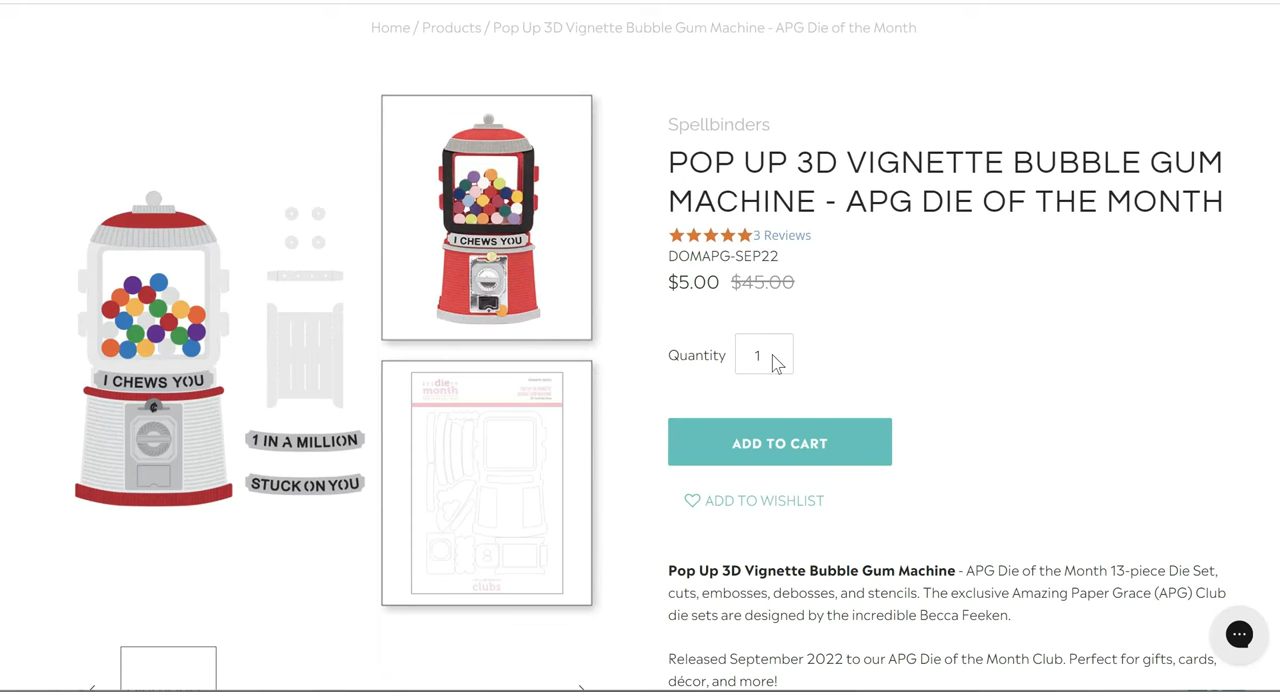 Home / Products / Pop Up 3D Vignette Bubble Gum Machine - APG Die of the Month
Spellbinders
POP UP 3D VIGNETTE BUBBLE GUM
MACHINE - APG DIE OF THE MONTH
3 Reviews
DOMAPG-SEP22
$5.00 $45.00
Quantity 1
ADD TO CART
ADD TO WISHLIST
Pop Up 3D Vignette Bubble Gum Machine - APG Die of the Month 13-piece Die Set,
cuts, embosses, debosses, and stencils. The exclusive Amazing Paper Grace (APG) Club
die sets are designed by the incredible Becca Feeken.
Released September 2022 to our APG Die of the Month Club. Perfect for gifts, cards,
décor, and more!
I CHEWS YOU
1 IN A MILLION
STUCK ON YOU
I CHEWS YOU
die
month
clubs